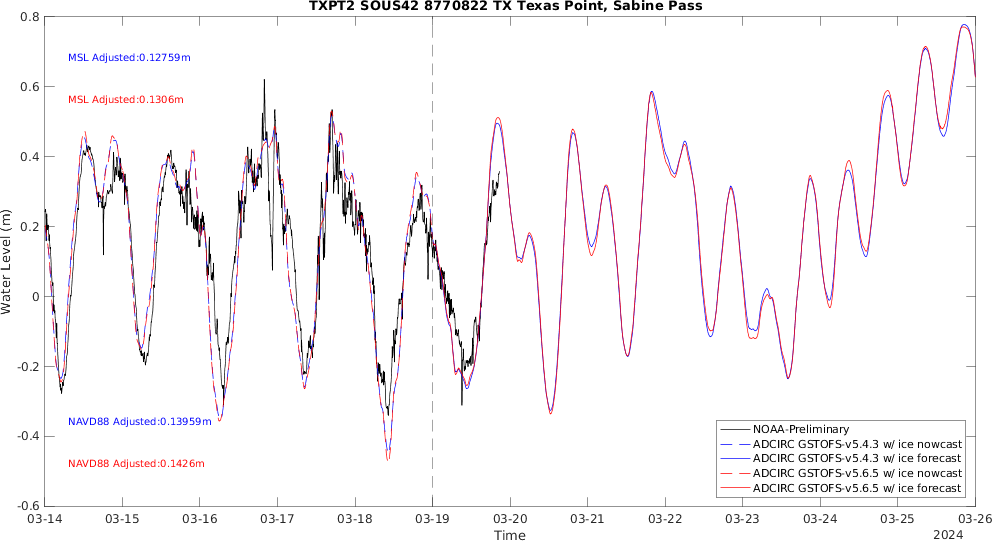 TXPT2 SOUS42 8770822 TX Texas Point, Sabine Pass
Water Level (m)
0.8
0.6
0.4
0.2
0
-0.2
-0.4
-0.6
MSL Adjusted:0.12759m
MSL Adjusted:0.1306m
NAVD88 Adjusted:0.13959m
NAVD88 Adjusted:0.1426m
NOAA-Preliminary
ADCIRC GSTOFS-v5.4.3 w/ ice nowcast
ADCIRC GSTOFS-v5.4.3 w/ ice forecast
ADCIRC GSTOFS-v5.6.5 w/ ice nowcast
ADCIRC GSTOFS-v5.6.5 w/ ice forecast
03-14 03-15 03-16 03-17 03-18 03-19 03-20 03-21 03-22 03-23 03-24 03-25 03-26
Time
2024